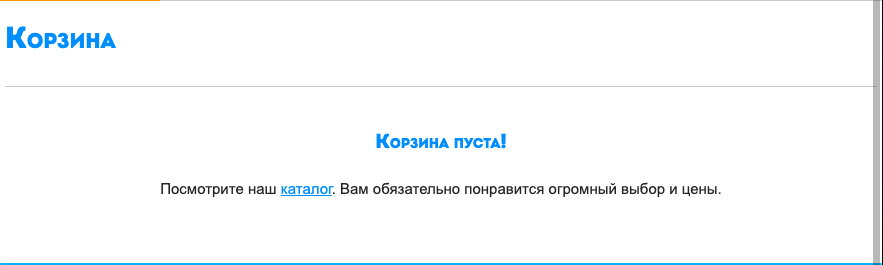 Корзина
Корзина пуста!
Посмотрите наш каталог. Вам обязательно понравится огромный выбор и цены.